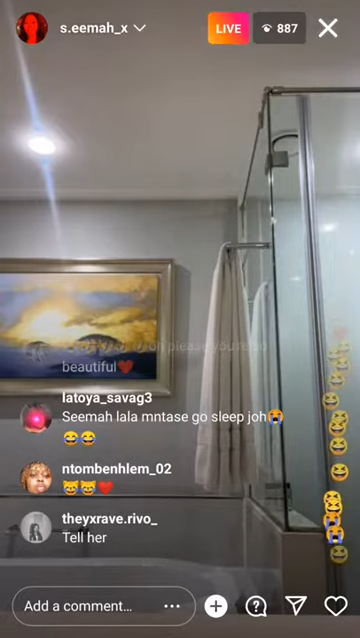 s.eemah_x
LIVE
887
beautiful❤️
latoya_savag3
Seemah lala mntase go sleep joh😭
😂😂
ntombenhlem_02
😹😹❤️
theyxrave.rivo_
Tell her
Add a comment...